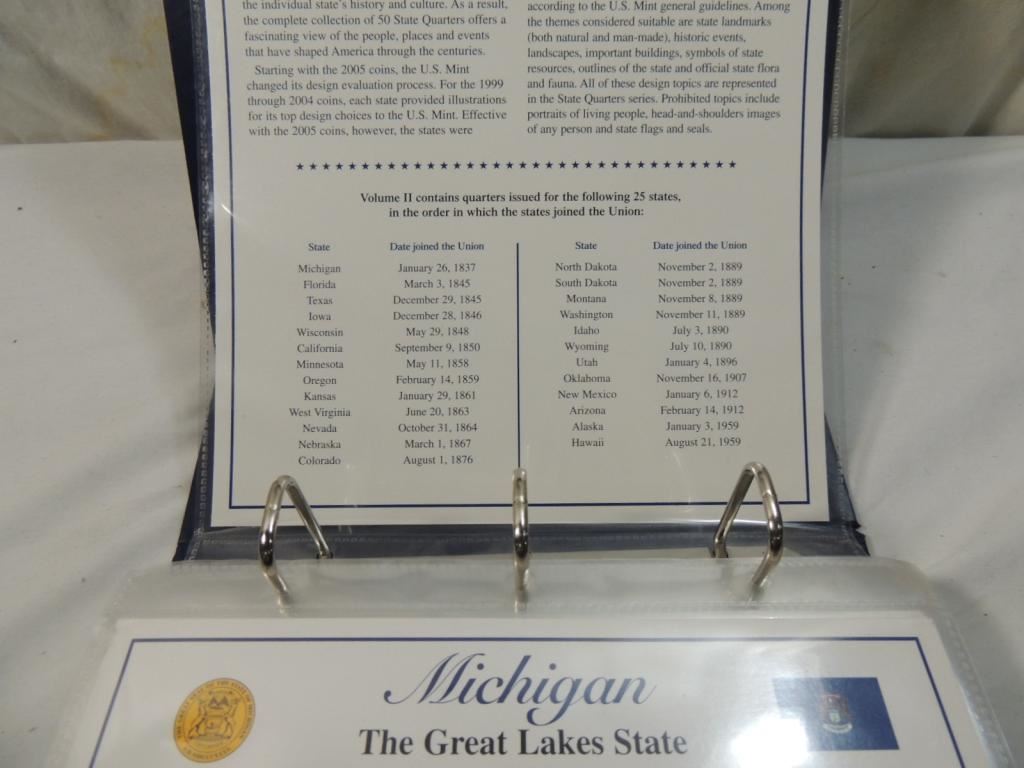 the individual state's history and culture. As a result,
the complete collection of 50 State Quarters offers a
fascinating view of the people, places and events
that have shaped America through the centuries.
Starting with the 2005 coins, the U.S. Mint
changed its design evaluation process. For the 1999
through 2004 coins, each state provided illustrations
for its top design choices to the U.S. Mint. Effective
with the 2005 coins, however, the states were
according to the U.S. Mint general guidelines. Among
the themes considered suitable are state landmarks
(both natural and man-made), historic events,
landscapes, important buildings, symbols of state
resources, outlines of the state and official state flora
and fauna. All of these design topics are represented
in the State Quarters series. Prohibited topics include
portraits of living people, head-and-shoulders images
of any person and state flags and seals.
Volume II contains quarters issued for the following 25 states,
in the order in which the states joined the Union:
State Date joined the Union
Michigan January 26, 1837
Florida March 3, 1845
Texas December 29, 1845
Iowa December 28, 1846
Wisconsin May 29, 1848
California September 9, 1850
Minnesota May 11, 1858
Oregon February 14, 1859
Kansas January 29, 1861
West Virginia June 20, 1863
Nevada October 31, 1864
Nebraska March 1, 1867
Colorado August 1, 1876
State Date joined the Union
North Dakota November 2, 1889
South Dakota November 2, 1889
Montana November 8, 1889
Washington November 11, 1889
Idaho July 3, 1890
Wyoming July 10, 1890
Utah January 4, 1896
Oklahoma November 16, 1907
New Mexico January 6, 1912
Arizona February 14, 1912
Alaska January 3, 1959
Hawaii August 21, 1959
Michigan
The Great Lakes State